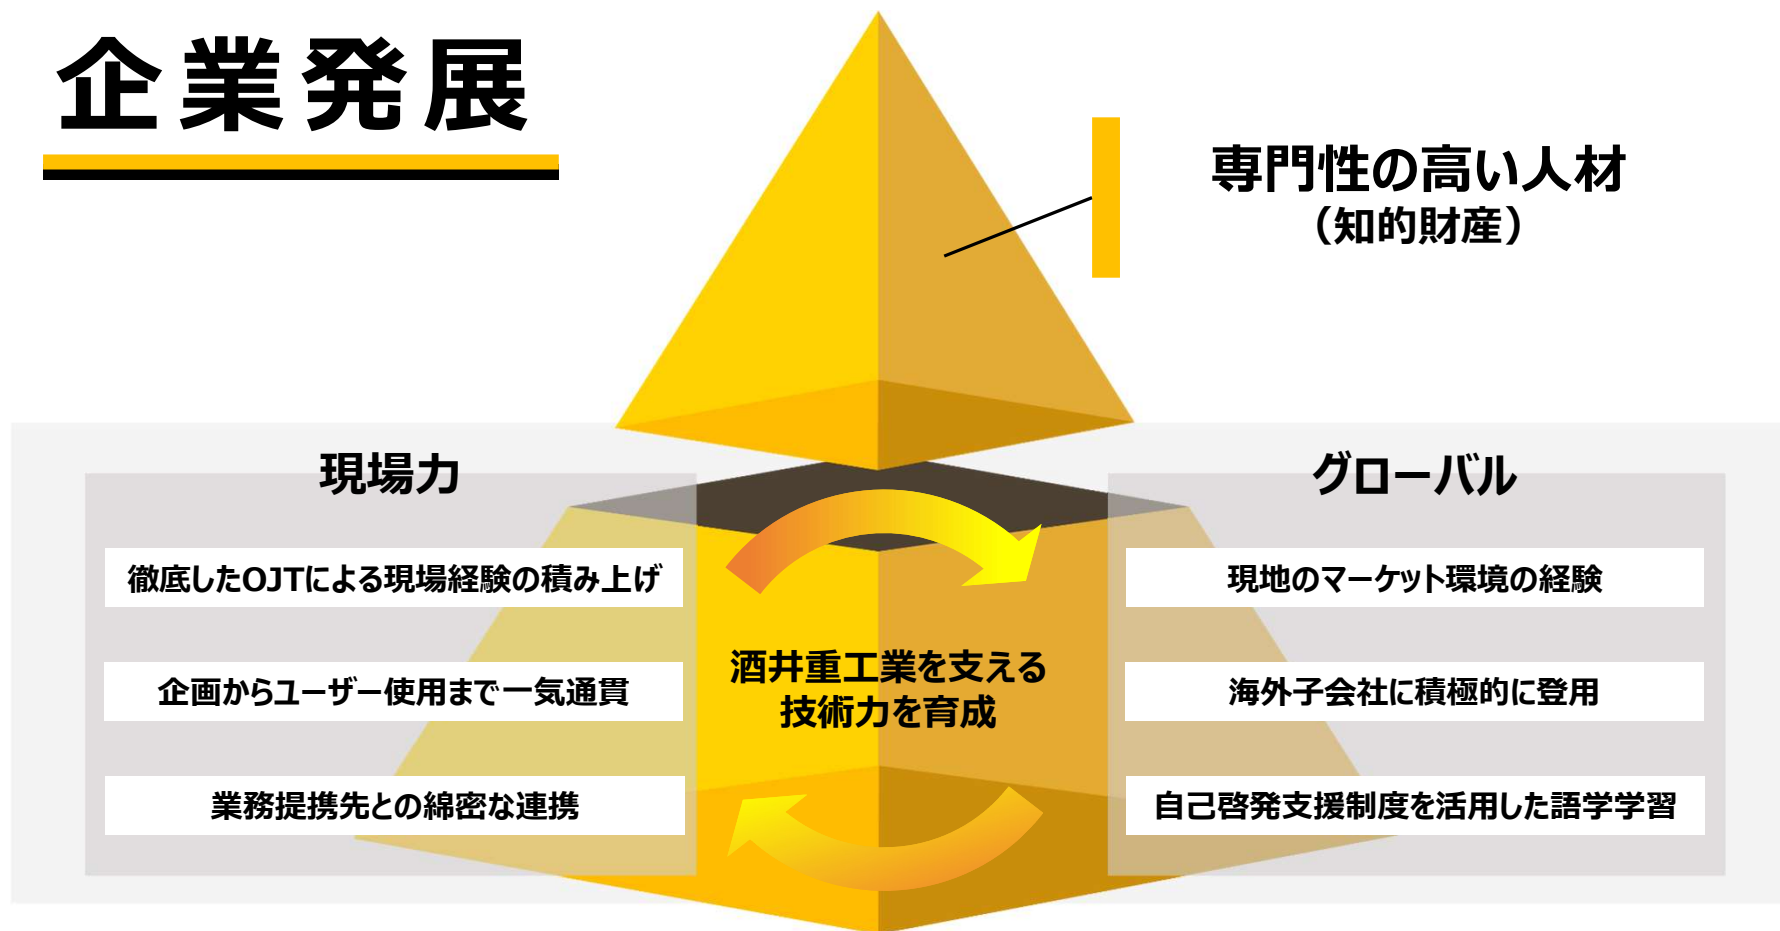 企業発展
専門性の高い人材
（知的財産）
現場力
徹底したOJTによる現場経験の積み上げ
企画からユーザー使用まで一気通貫
業務提携先との綿密な連携
酒井重工業を支える
技術力を育成
グローバル
現地のマーケット環境の経験
海外子会社に積極的に登用
自己啓発支援制度を活用した語学学習